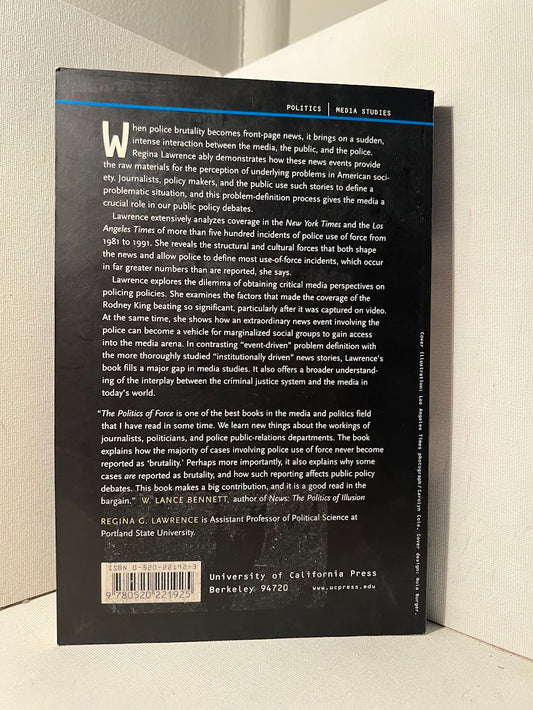 POLITICS | MEDIA STUDIES
When police brutality becomes front-page news, it brings on a sudden,
intense interaction between the media, the public, and the police.
Regina Lawrence ably demonstrates how these news events provide
the raw materials for the perception of underlying problems in American soci-
ety. Journalists, policy makers, and the public use such stories to define a
problematic situation, and this problem-definition process gives the media a
crucial role in our public policy debates.
Lawrence extensively analyzes coverage in the New York Times and the Los
Angeles Times of more than five hundred incidents of police use of force from
1981 to 1991. She reveals the structural and cultural forces that both shape
the news and allow police to define most use-of-force incidents, which occur
in far greater numbers than are reported, she says.
Lawrence explores the dilemma of obtaining critical media perspectives on
policing policies. She examines the factors that made the coverage of the
Rodney King beating so significant, particularly after it was captured on video.
At the same time, she shows how an extraordinary news event involving the
police can become a vehicle for marginalized social groups to gain access
into the media arena. In contrasting “event-driven” problem definition with
the more thoroughly studied “institutionally driven” news stories, Lawrence’s
book fills a major gap in media studies. It also offers a broader understand-
ing of the interplay between the criminal justice system and the media in
today’s world.
“The Politics of Force is one of the best books in the media and politics field
that I have read in some time. We learn new things about the workings of
journalists, politicians, and police public-relations departments. The book
explains how the majority of cases involving police use of force never become
reported as ‘brutality.’ Perhaps more importantly, it also explains why some
cases are reported as brutality, and how such reporting affects public policy
debates. This book makes a big contribution, and it is a good read in the
bargain.” W. LANCE BENNETT, author of News: The Politics of Illusion
REGINA G. LAWRENCE is Assistant Professor of Political Science at
Portland State University.
ISBN 0-520-22192-3
9 780520 221925
University of California Press
Berkeley 94720 www.ucpress.edu
Cover illustration: Los Angeles Times photograph/Carolyn Cole. Cover design: Nola Burger.